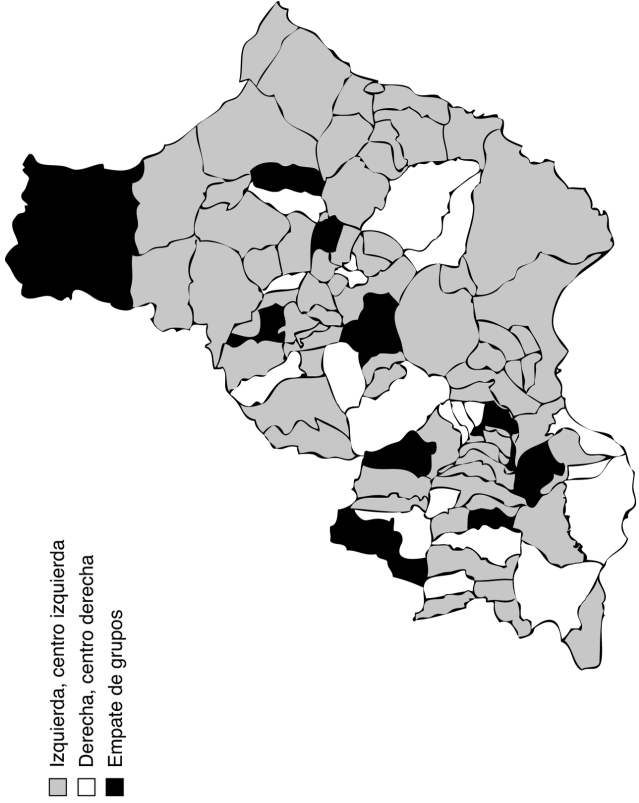 Izquierda, centro izquierda
Derecha, centro derecha
Empate de grupos